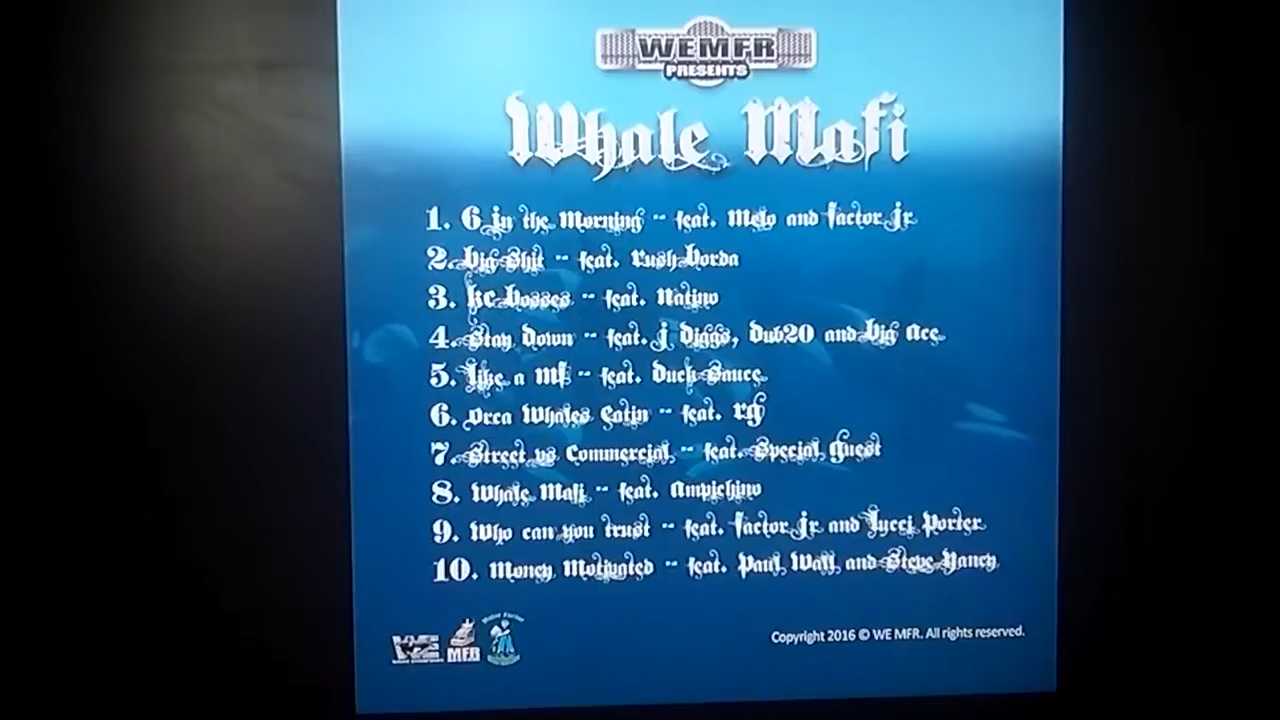 WEMFR
PRESENTS
Whale Mafi
1. 6 in the Morning -- feat. Melo and Factor Jr
2. Big Shit -- feat. Rush Borda
3. KC Bosses -- feat. Natino
4. Stay Down -- feat. J Diggs, Dub20 and Big Ace
5. Like a Mf -- feat. Duck Sauce
6. Orca Whales Eatin -- feat. RG
7. Street vs Commercial -- feat. Special Guest
8. Whale Mafi -- feat. Ampichino
9. Who can you trust -- feat. Factor Jr and Lucci Porter
10. Money Motivated -- feat. Paul Wall and Steve Nancy
WE MFR
Copyright 2016 © WE MFR. All rights reserved.